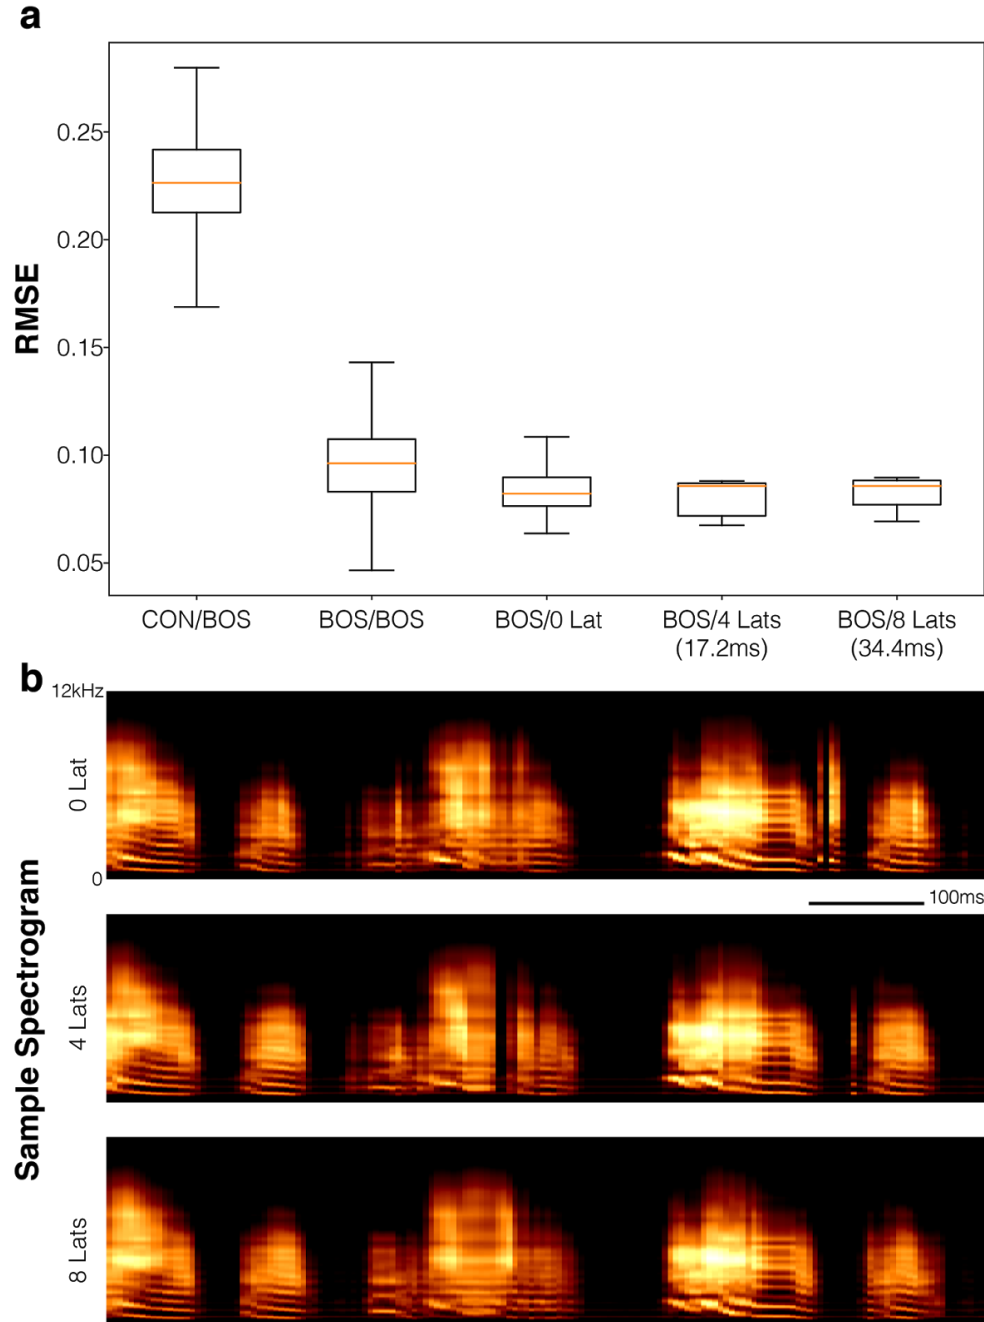 a
RMSE
0.25
0.20
0.15
0.10
0.05
CON/BOS
BOS/BOS
BOS/0 Lat
BOS/4 Lats
(17.2ms)
BOS/8 Lats
(34.4ms)
b
12kHz
0
0 Lat
100ms
Sample Spectrogram
4 Lats
8 Lats